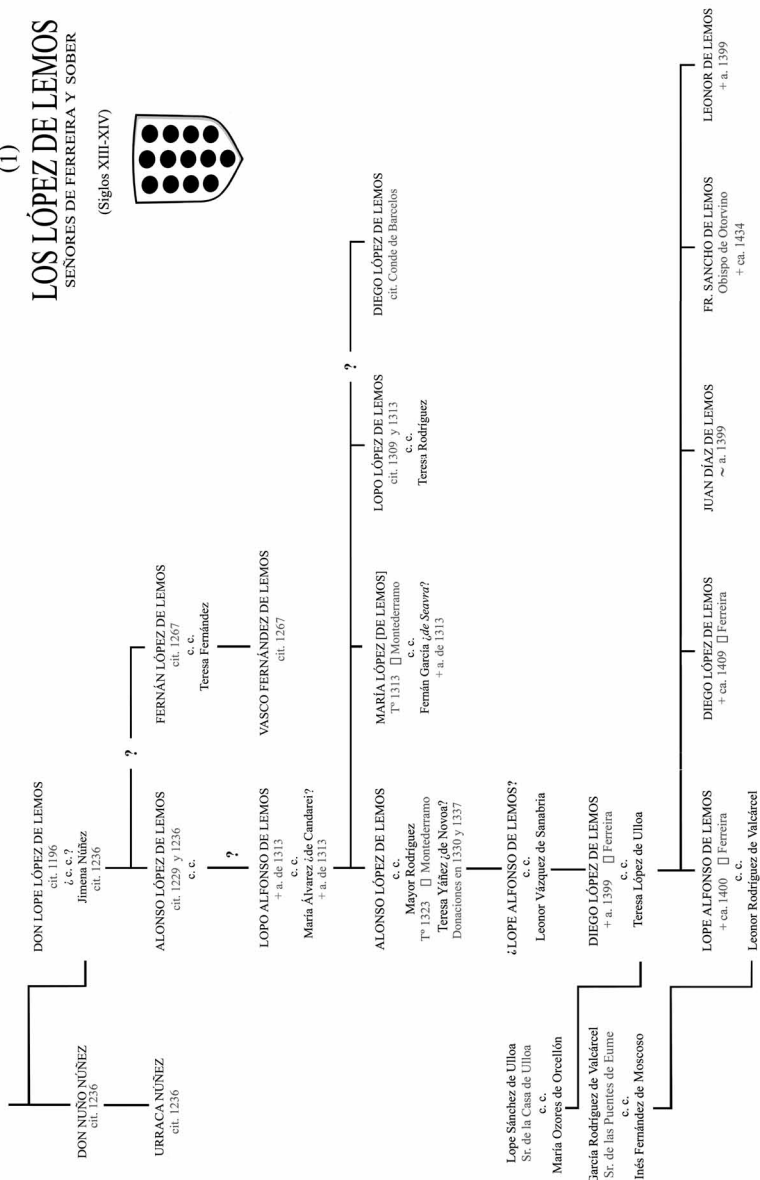 (1)
LOS LÓPEZ DE LEMOS
SEÑORES DE FERREIRA Y SOBER
(Siglos XIII-XIV)
DON NUÑO NÚÑEZ
cit. 1236
DON LOPE LÓPEZ DE LEMOS
cit. 1196
¿ c. c. ?
Jimena Núñez
cit. 1236
URRACA NÚÑEZ
cit. 1236
?
ALONSO LÓPEZ DE LEMOS
cit. 1229 y 1236
c. c.
FERNÁN LÓPEZ DE LEMOS
cit. 1267
c. c.
Teresa Fernández
?
LOPO ALFONSO DE LEMOS
+ a. de 1313
c. c.
María Álvarez ¿de Candarei?
+ a. de 1313
VASCO FERNÁNDEZ DE LEMOS
cit. 1267
?
ALONSO LÓPEZ DE LEMOS
c. c.
Mayor Rodríguez
Tº 1323 ▯ Montederramo
Teresa Yáñez ¿de Novoa?
Donaciones en 1330 y 1337
MARÍA LÓPEZ [DE LEMOS]
Tº 1313 ▯ Montederramo
c. c.
Fernán García ¿de Seavra?
+ a. de 1313
LOPO LÓPEZ DE LEMOS
cit. 1309 y 1313
c. c.
Teresa Rodríguez
DIEGO LÓPEZ DE LEMOS
cit. Conde de Barcelos
¿LOPE ALFONSO DE LEMOS?
c. c.
Leonor Vázquez de Sanabria
Lope Sánchez de Ulloa
Sr. de la Casa de Ulloa
c. c.
María Ozores de Orcellón
DIEGO LÓPEZ DE LEMOS
+ a. 1399 ▯ Ferreira
c. c.
Teresa López de Ulloa
García Rodríguez de Valcárcel
Sr. de las Puentes de Eume
c. c.
Inés Fernández de Moscoso
LOPE ALFONSO DE LEMOS
+ ca. 1400 ▯ Ferreira
c. c.
Leonor Rodríguez de Valcárcel
DIEGO LÓPEZ DE LEMOS
+ ca. 1409 ▯ Ferreira
JUAN DÍAZ DE LEMOS
~ a. 1399
FR. SANCHO DE LEMOS
Obispo de Otorvino
+ ca. 1434
LEONOR DE LEMOS
+ a. 1399